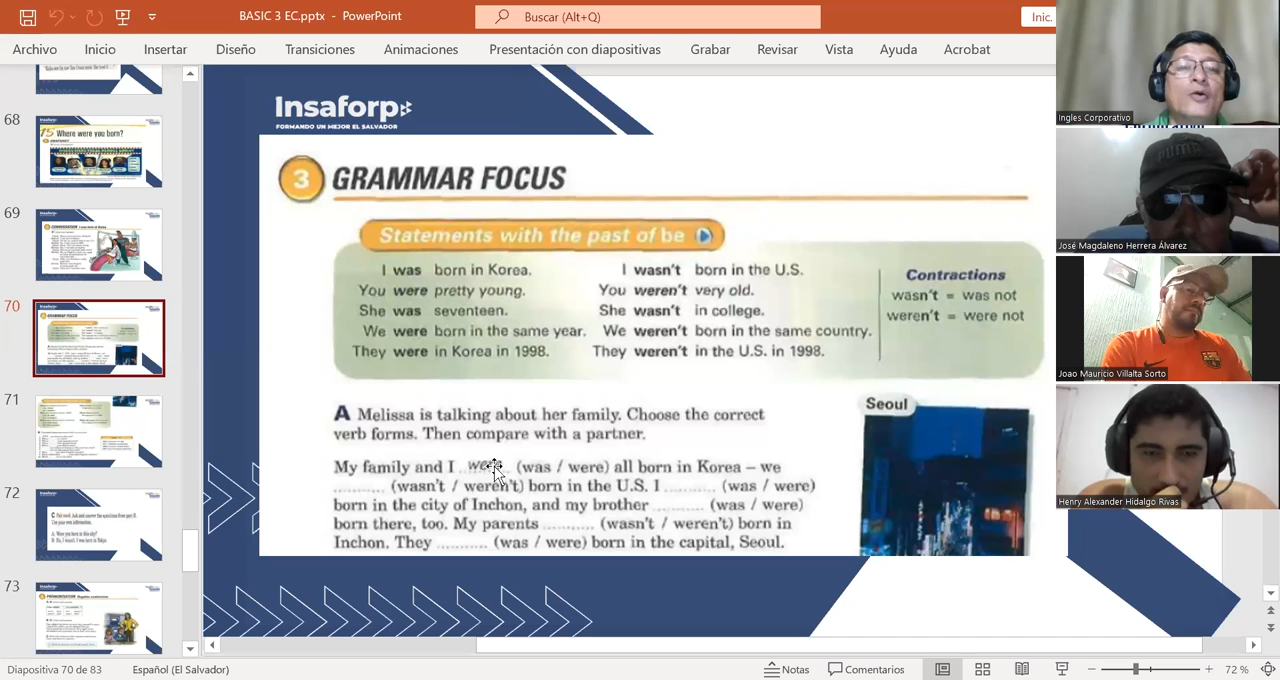 BASIC 3 EC.pptx - PowerPoint
Buscar (Alt+Q)
Inic.
Archivo Inicio Insertar Diseño Transiciones Animaciones Presentación con diapositivas Grabar Revisar Vista Ayuda Acrobat
68
Where were you born?
69
70
GRAMMAR FOCUS
71
72
73
Insaforp
FORMANDO UN MEJOR EL SALVADOR
3 GRAMMAR FOCUS
Statements with the past of be
I was born in Korea. I wasn't born in the U.S.
You were pretty young. You weren't very old.
She was seventeen. She wasn't in college.
We were born in the same year. We weren't born in the same country.
They were in Korea in 1998. They weren't in the U.S. in 1998.
Contractions
wasn't = was not
weren't = were not
A Melissa is talking about her family. Choose the correct
verb forms. Then compare with a partner.
My family and I (was / were) all born in Korea – we
.......... (wasn't / weren't) born in the U.S. I .......... (was / were)
born in the city of Inchon, and my brother .......... (was / were)
born there, too. My parents .......... (wasn't / weren't) born in
Inchon. They .......... (was / were) born in the capital, Seoul.
Seoul
Ingles Corporativo
PUMA
José Magdaleno Herrera Álvarez
Joao Mauricio Villalta Sorto
Henry Alexander Hidalgo Rivas
Diapositiva 70 de 83 Español (El Salvador) Notas Comentarios 72 %